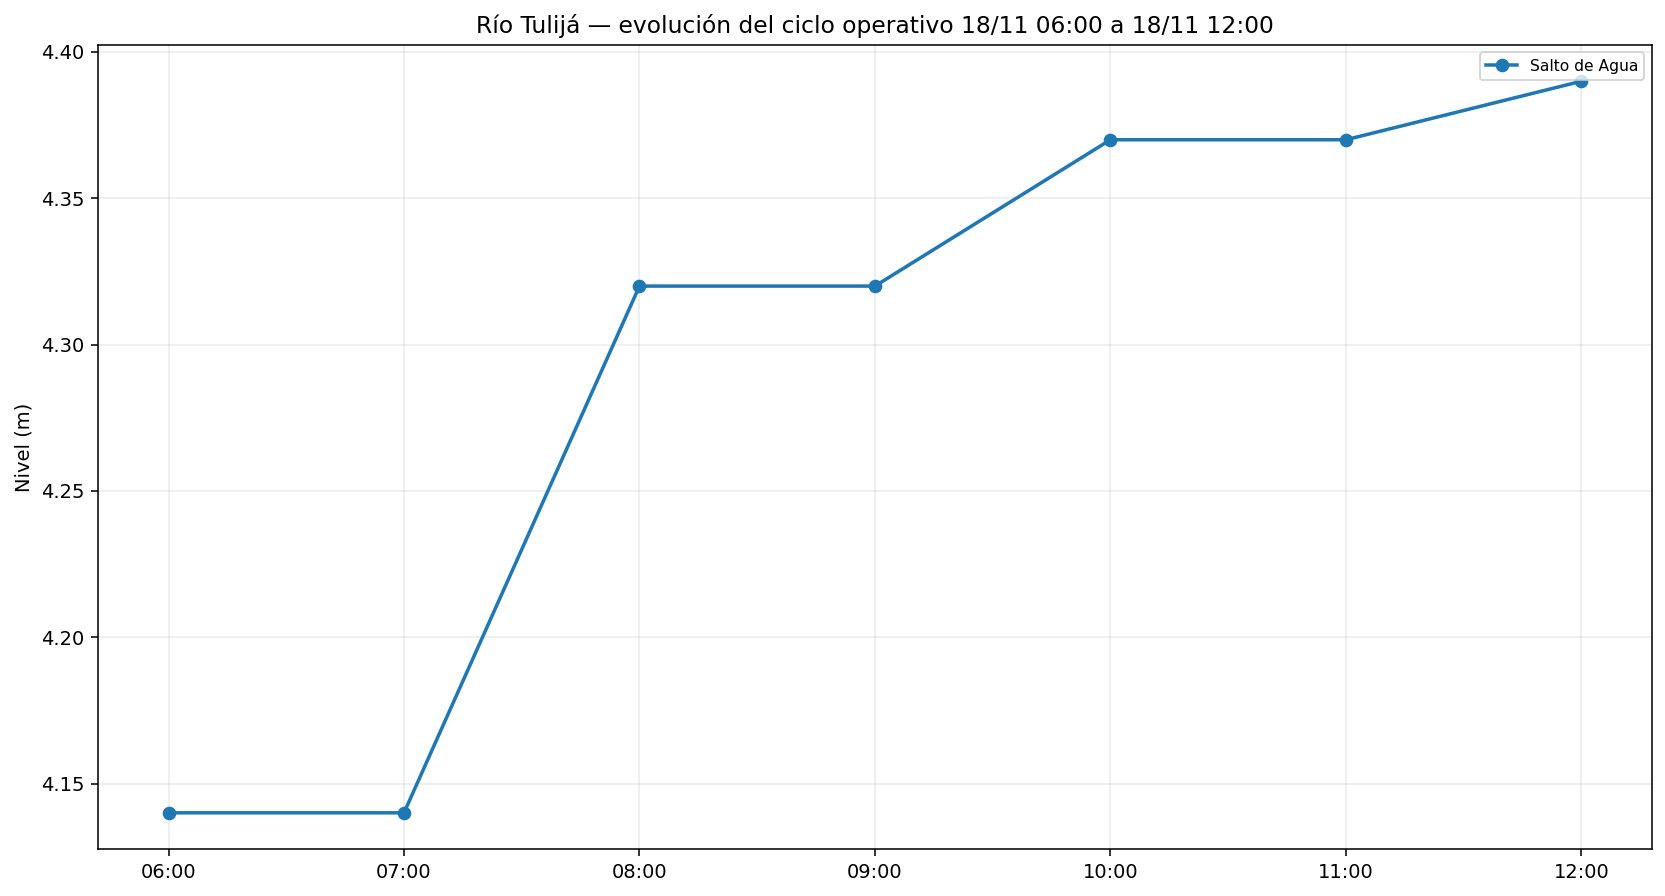 Río Tulijá — evolución del ciclo operativo 18/11 06:00 a 18/11 12:00
Salto de Agua
Nivel (m)
4.40
4.35
4.30
4.25
4.20
4.15
06:00 07:00 08:00 09:00 10:00 11:00 12:00